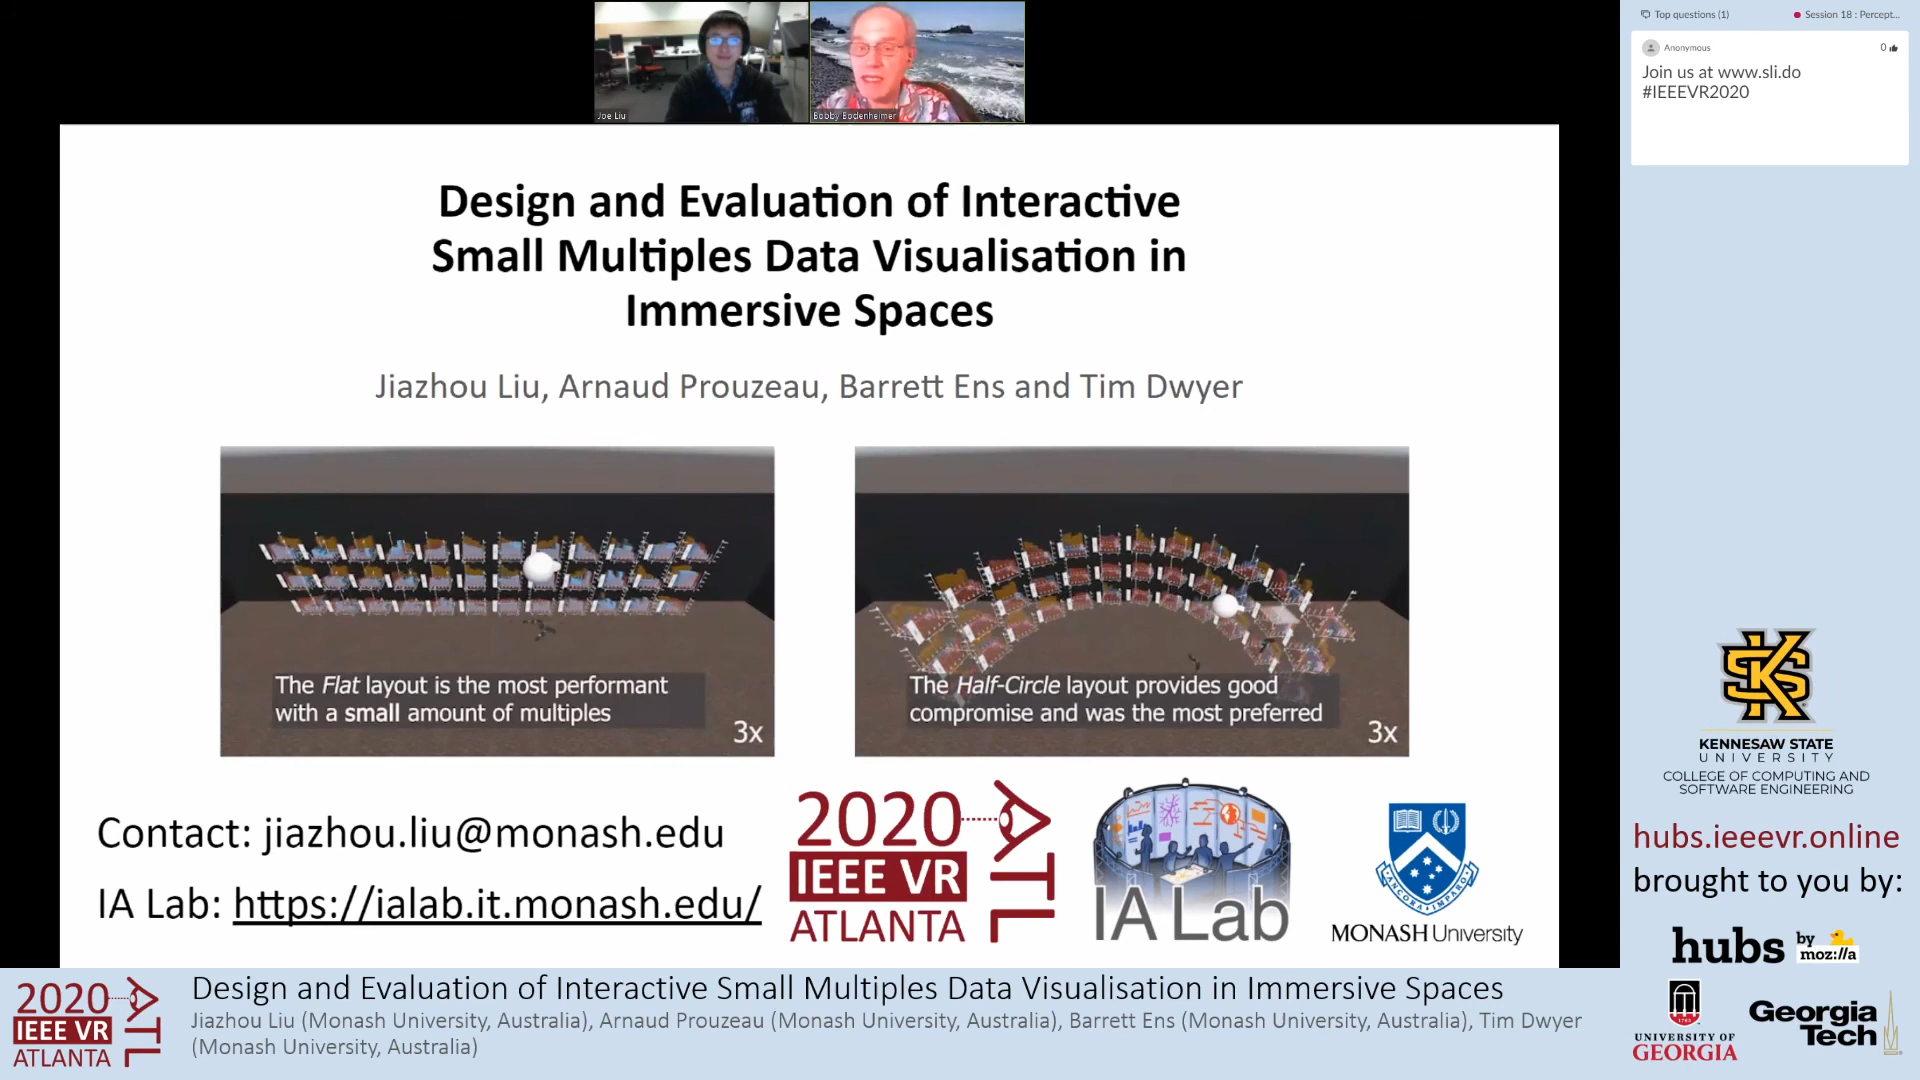 Joe Liu
Bobby Bodenheimer
Design and Evaluation of Interactive
Small Multiples Data Visualisation in
Immersive Spaces
Jiazhou Liu, Arnaud Prouzeau, Barrett Ens and Tim Dwyer
The Flat layout is the most performant
with a small amount of multiples
3x
The Half-Circle layout provides good
compromise and was the most preferred
3x
Contact: jiazhou.liu@monash.edu
IA Lab: https://ialab.it.monash.edu/
2020
IEEE VR
ATLANTA
ATL
IA Lab
ANCORA IMPARO
MONASH University
Top questions (1)
Session 18 : Percept...
Anonymous
0
Join us at www.sli.do
#IEEEVR2020
KENNESAW STATE
UNIVERSITY
COLLEGE OF COMPUTING AND
SOFTWARE ENGINEERING
hubs.ieeevr.online
brought to you by:
hubs
by
moz://a
UNIVERSITY OF
GEORGIA
Georgia
Tech
2020
IEEE VR
ATLANTA
ATL
Design and Evaluation of Interactive Small Multiples Data Visualisation in Immersive Spaces
Jiazhou Liu (Monash University, Australia), Arnaud Prouzeau (Monash University, Australia), Barrett Ens (Monash University, Australia), Tim Dwyer
(Monash University, Australia)